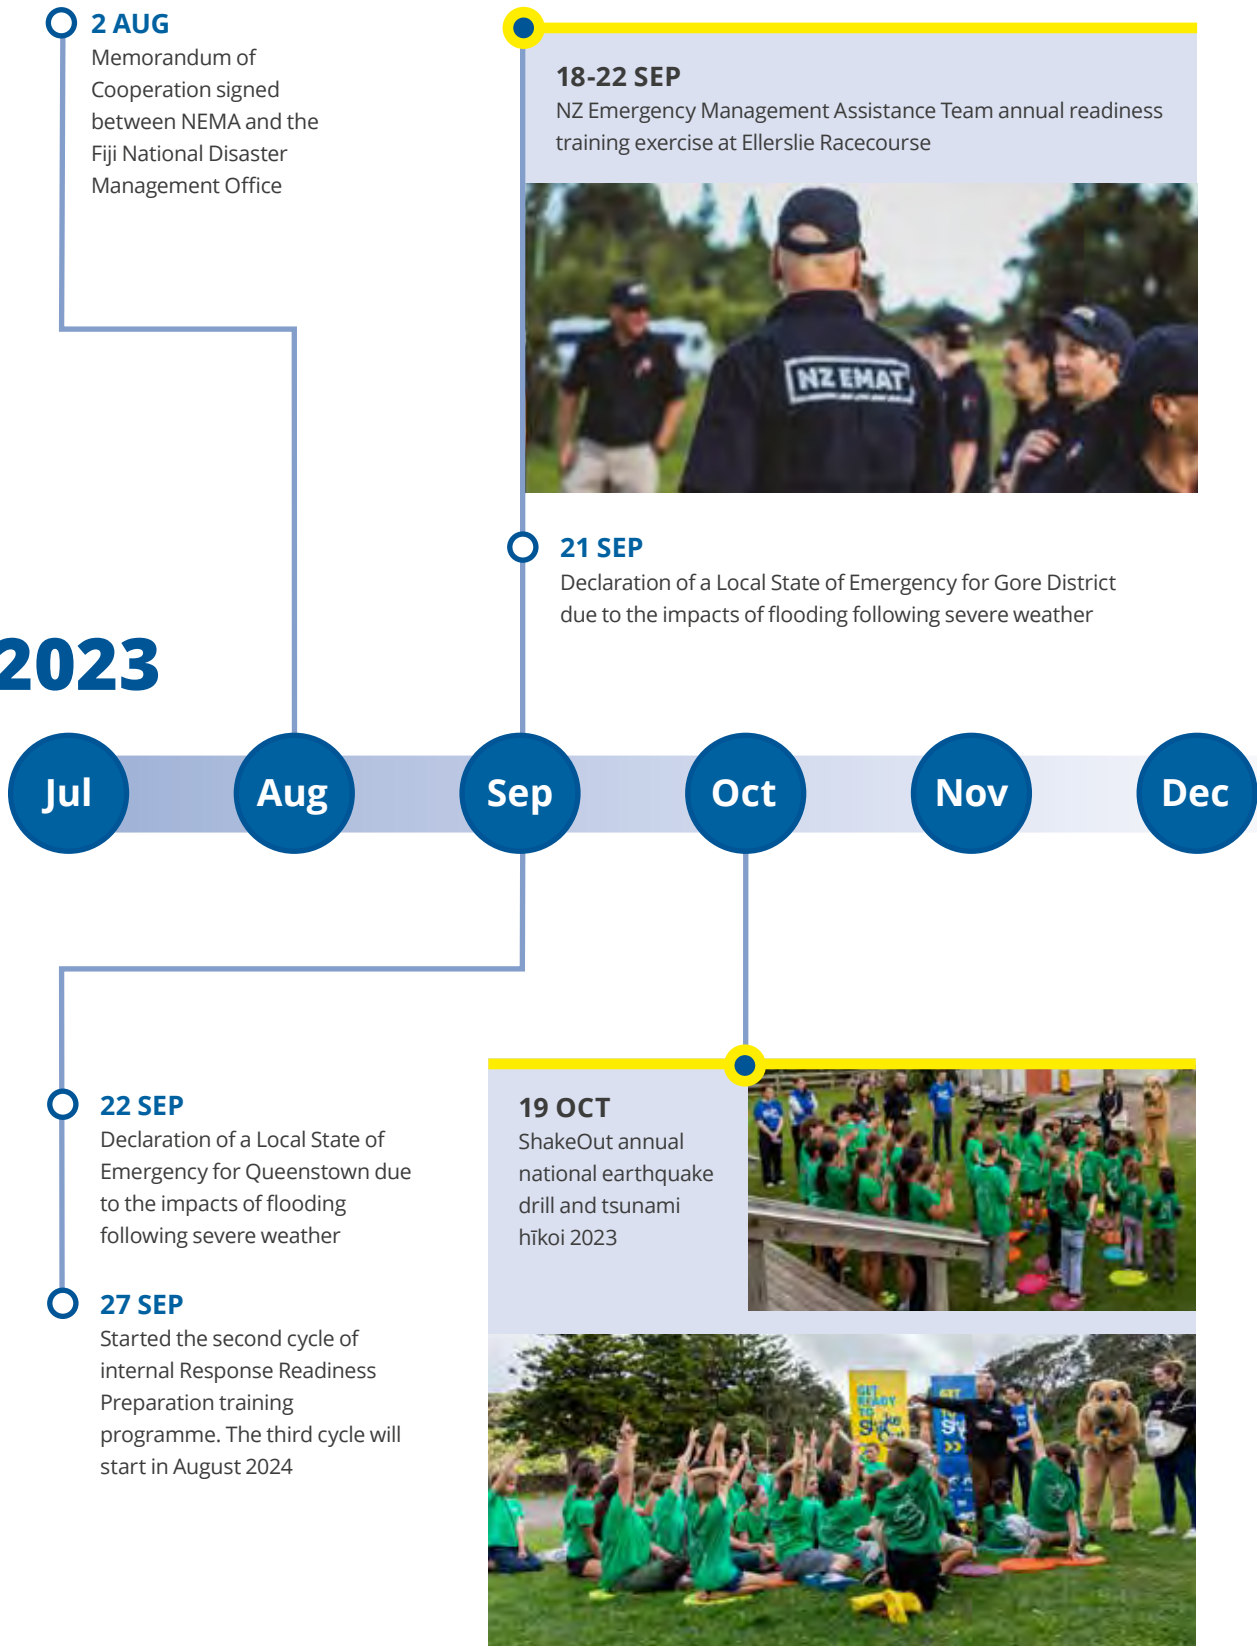 2 AUG
Memorandum of
Cooperation signed
between NEMA and the
Fiji National Disaster
Management Office
18-22 SEP
NZ Emergency Management Assistance Team annual readiness
training exercise at Ellerslie Racecourse
NZ EMAT
21 SEP
Declaration of a Local State of Emergency for Gore District
due to the impacts of flooding following severe weather
2023
Jul Aug Sep Oct Nov Dec
22 SEP
Declaration of a Local State of
Emergency for Queenstown due
to the impacts of flooding
following severe weather
27 SEP
Started the second cycle of
internal Response Readiness
Preparation training
programme. The third cycle will
start in August 2024
19 OCT
ShakeOut annual
national earthquake
drill and tsunami
hīkoi 2023
GET
READY
TO
GET